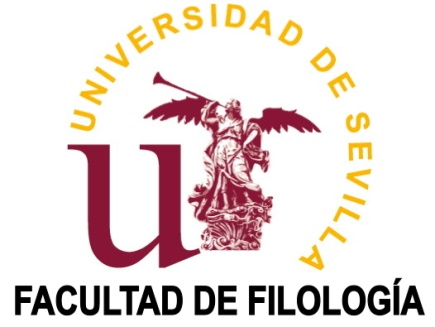 UNIVERSIDAD DE SEVILLA
u
FACULTAD DE FILOLOGÍA